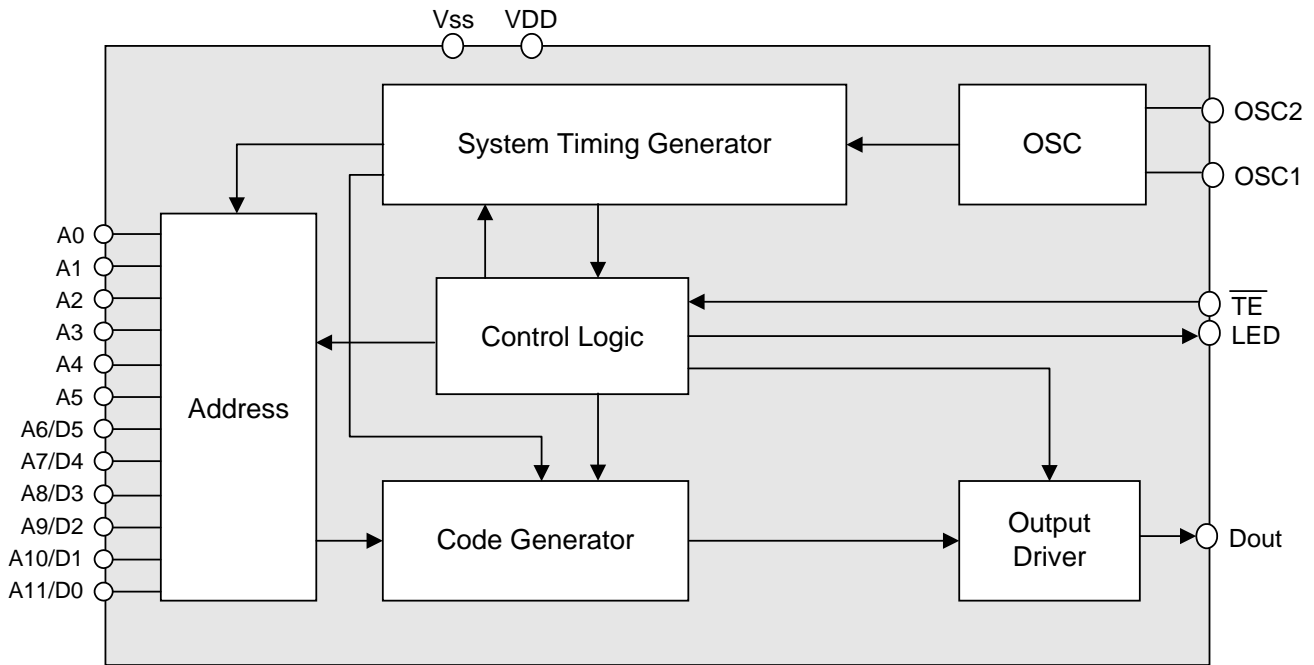 Vss
VDD
System Timing Generator
OSC
OSC2
OSC1
A0
A1
A2
A3
A4
A5
A6/D5
A7/D4
A8/D3
A9/D2
A10/D1
A11/D0
Address
Control Logic
T̅E̅
LED
Code Generator
Output
Driver
Dout